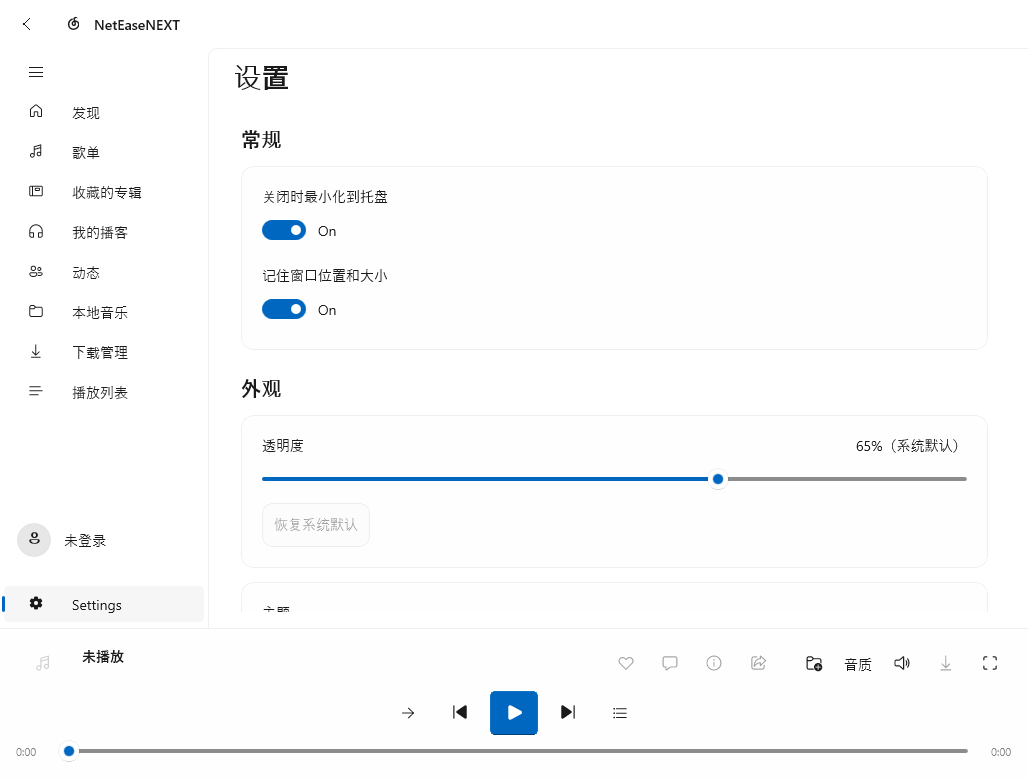 NetEaseNEXT
发现
歌单
收藏的专辑
我的播客
动态
本地音乐
下载管理
播放列表
未登录
Settings
设置
常规
关闭时最小化到托盘
On
记住窗口位置和大小
On
外观
透明度
65%（系统默认）
恢复系统默认
未播放
音质
0:00
0:00